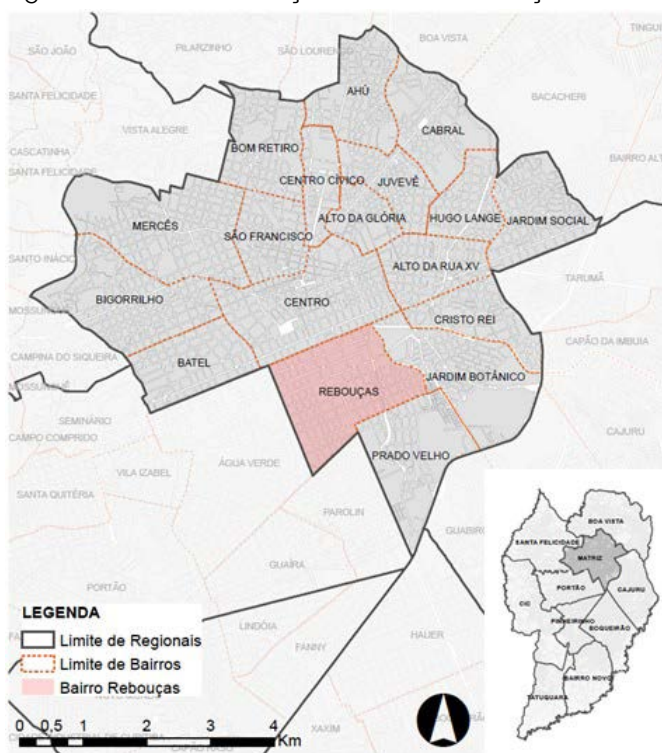 SÃO JOÃO
PILARZINHO
SÃO LOURENÇO
BOA VISTA
TINGUI
AHÚ
SANTA FELICIDADE
BACACHERI
VISTA ALEGRE
CABRAL
BOM RETIRO
CASCATINHA
SANTA FELICIDADE
BAIRRO ALTO
CENTRO CÍVICO
JUVEVÊ
MERCÊS
ALTO DA GLÓRIA
HUGO LANGE
JARDIM SOCIAL
SÃO FRANCISCO
SANTO INÁCIO
ALTO DA RUA XV
TARUMÃ
BIGORRILHO
CENTRO
MOSSUNGUÊ
CRISTO REI
CAPÃO DA IMBUIA
CAMPINA DO SIQUEIRA
BATEL
JARDIM BOTÂNICO
MOSSUNGUÊ
REBOUÇAS
SEMINÁRIO
CAMPO COMPRIDO
CAJURU
PRADO VELHO
ÁGUA VERDE
VILA IZABEL
SANTA QUITÉRIA
PAROLIN
BOA VISTA
GUAÍRA
SANTA FELICIDADE
MATRIZ
PORTÃO
PORTÃO
CAJURU
LEGENDA
CIC
PINHEIRINHO
LINDÓIA
BOQUEIRÃO
Limite de Regionais
FANNY
HAUER
Limite de Bairros
BAIRRO NOVO
Bairro Rebouças
TATUQUARA
0 0,5 1 2 3 4
Km
XAXIM